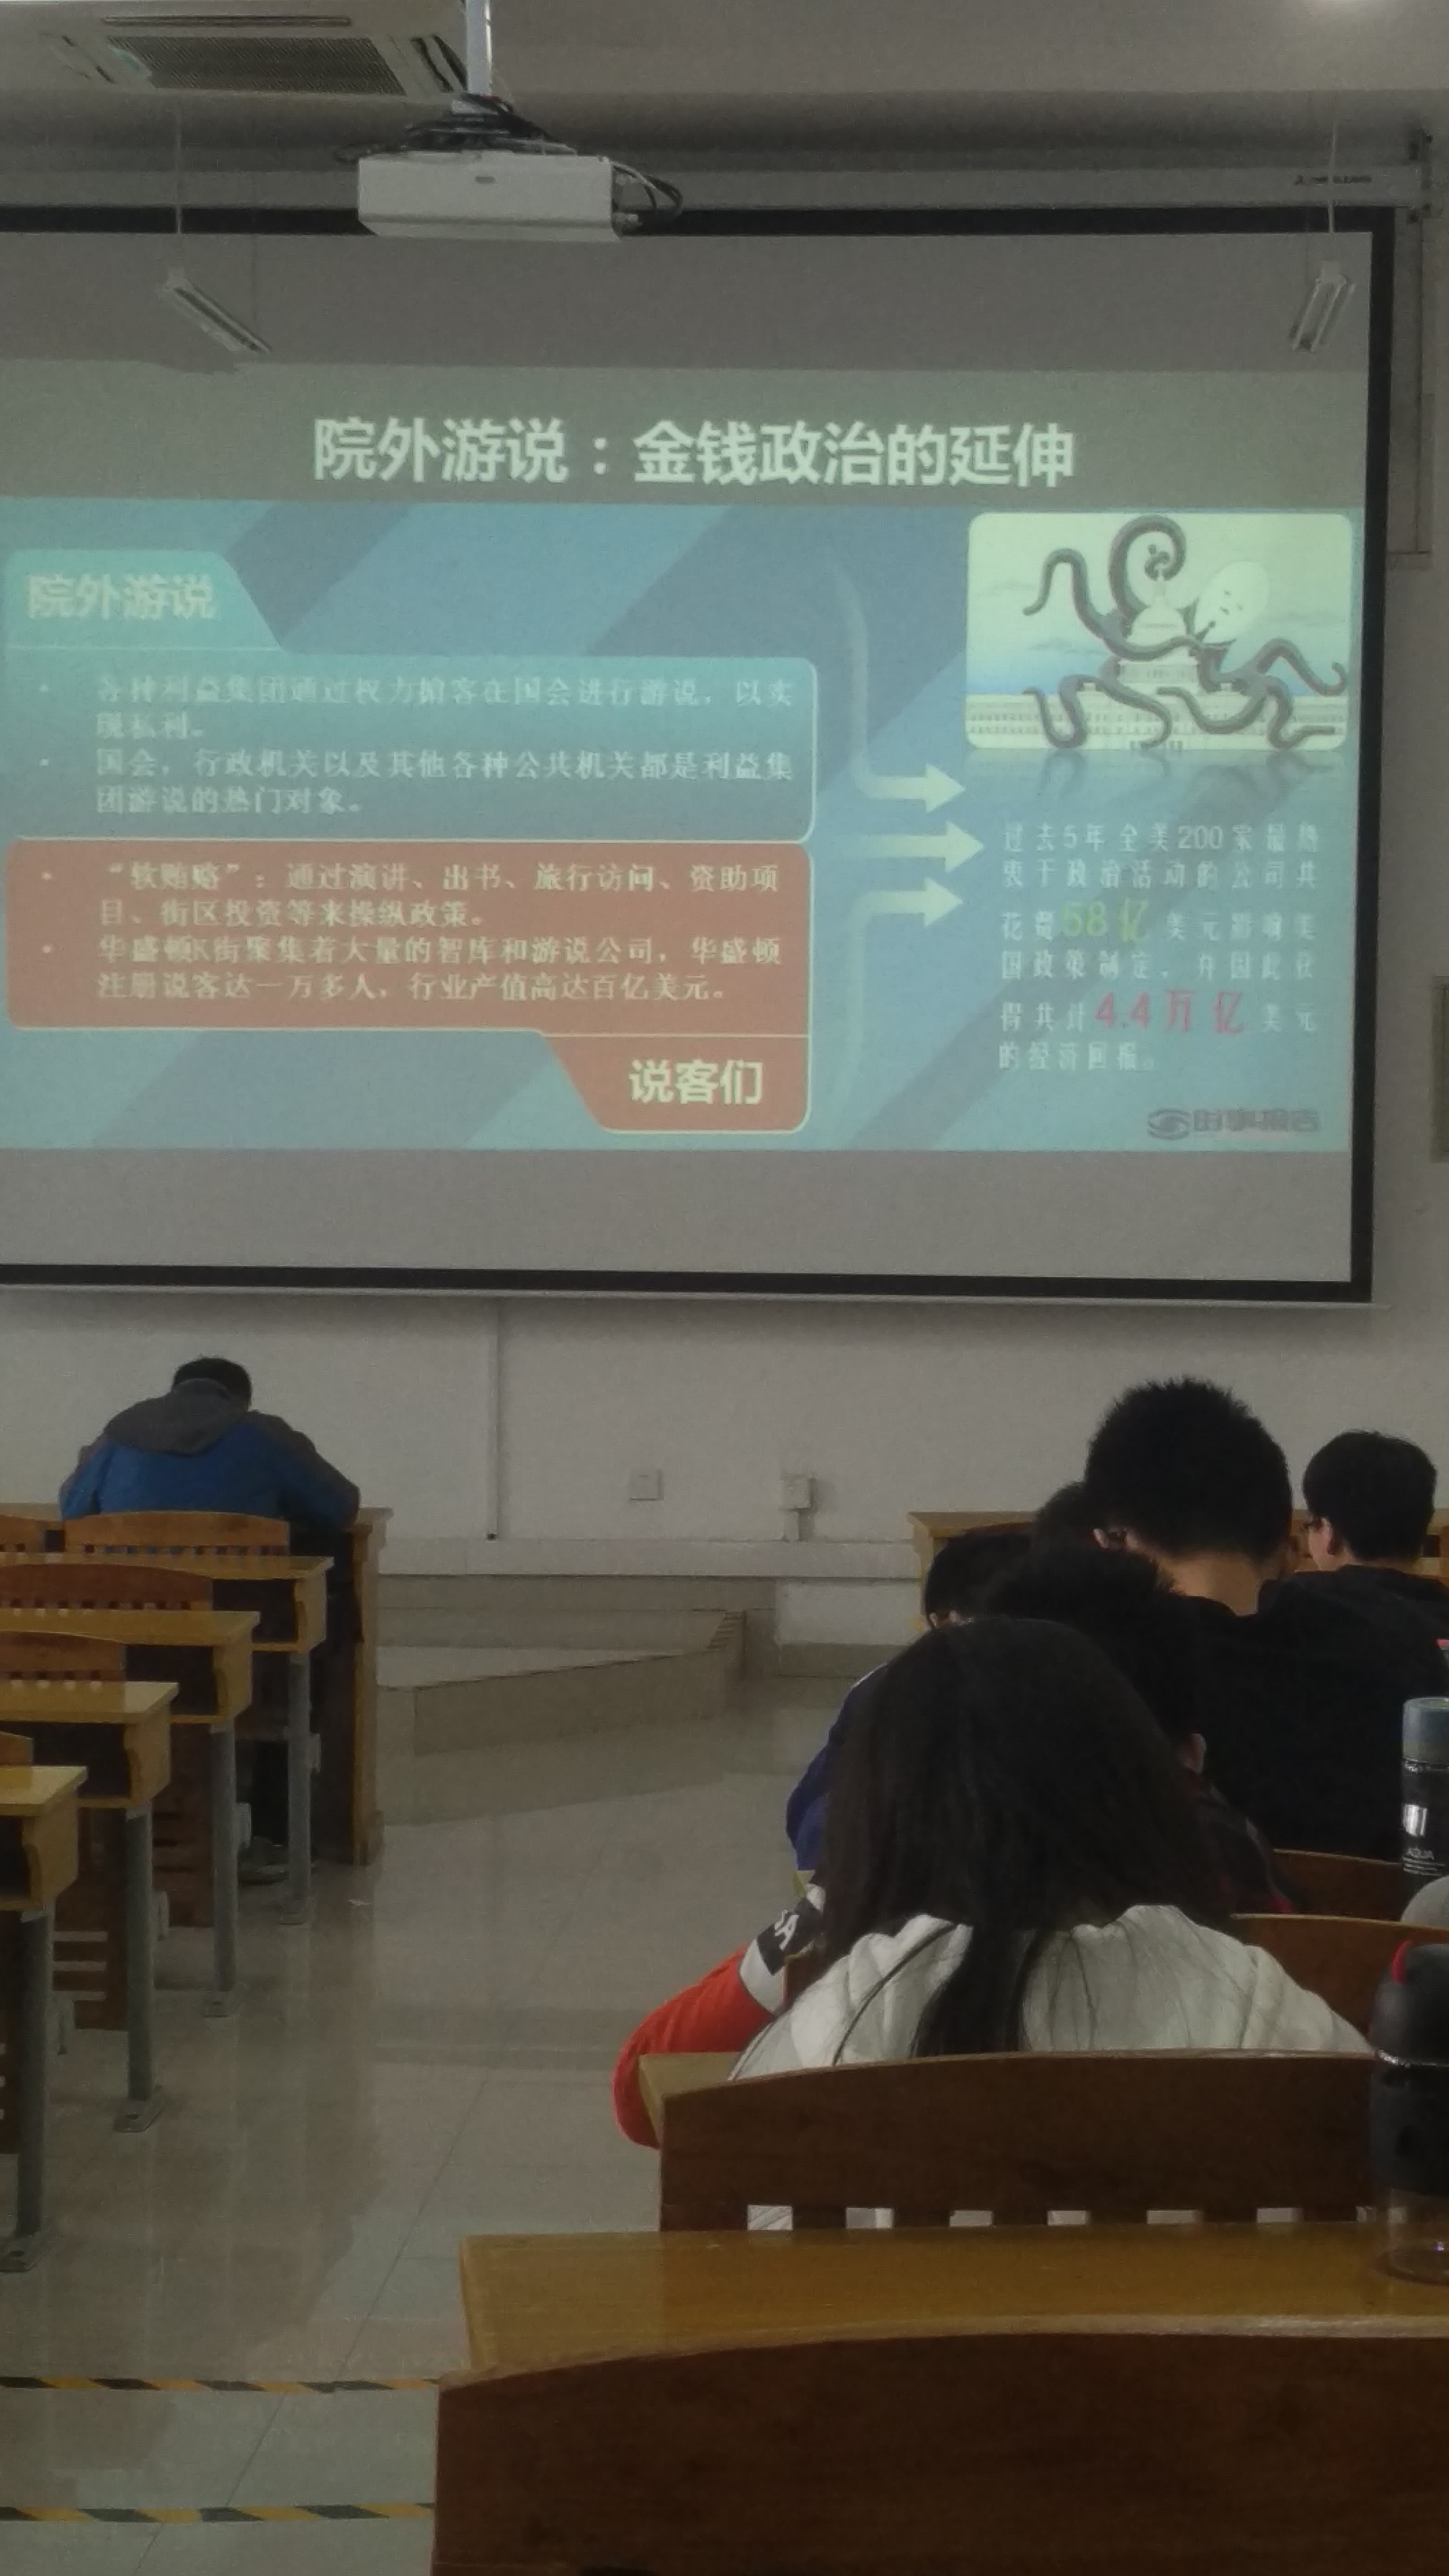 院外游说：金钱政治的延伸
院外游说
· 各种利益集团通过权力掮客在国会进行游说，以实
现私利。
· 国会，行政机关以及其他各种公共机关都是利益集
团游说的热门对象。
· “软贿赂”：通过演讲、出书、旅行访问、资助项
目、街区投资等来操纵政策。
· 华盛顿K街聚集着大量的智库和游说公司，华盛顿
注册说客达一万多人，行业产值高达百亿美元。
说客们
过去5年全美200家最热
衷于政治活动的公司共
花费58亿美元影响美
国政策制定，并因此获
得共计4.4万亿美元
的经济回报。
时事报告
AQUA